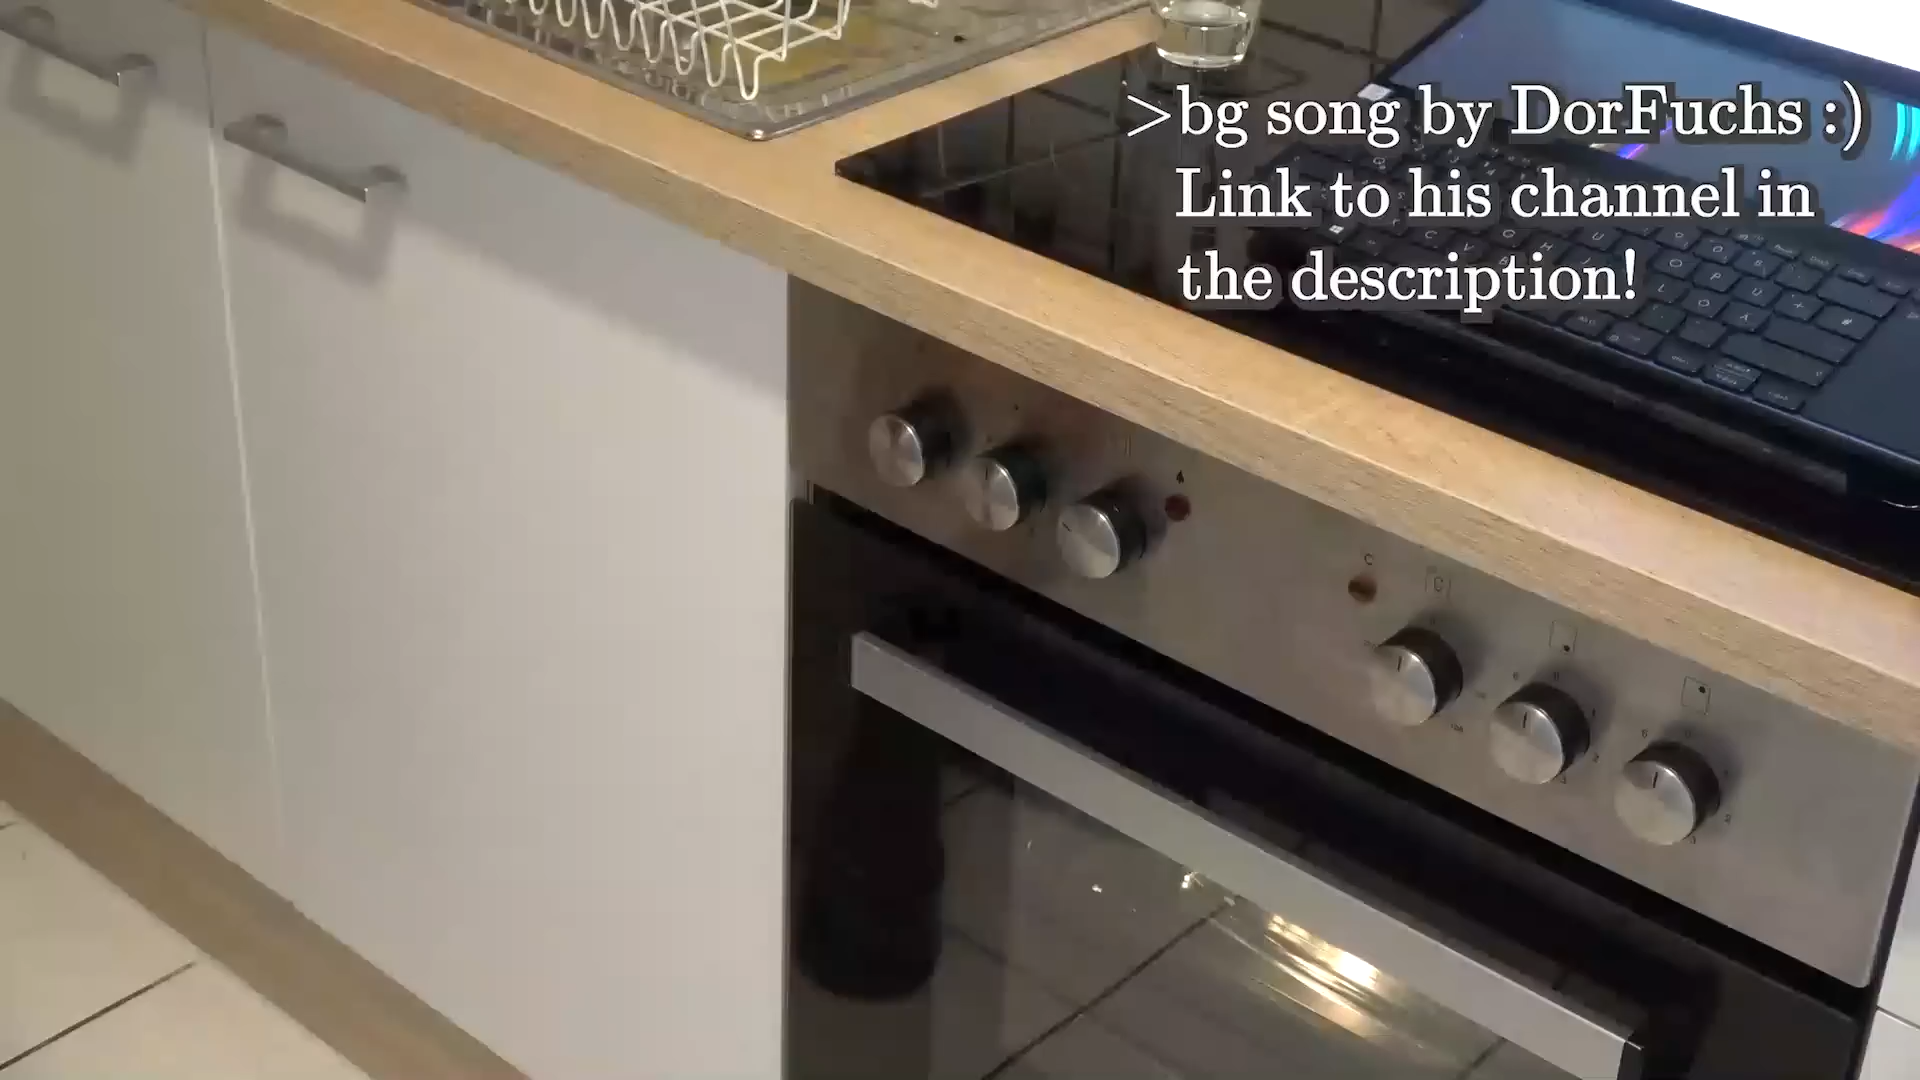 >bg song by DorFuchs :)
Link to his channel in
the description!